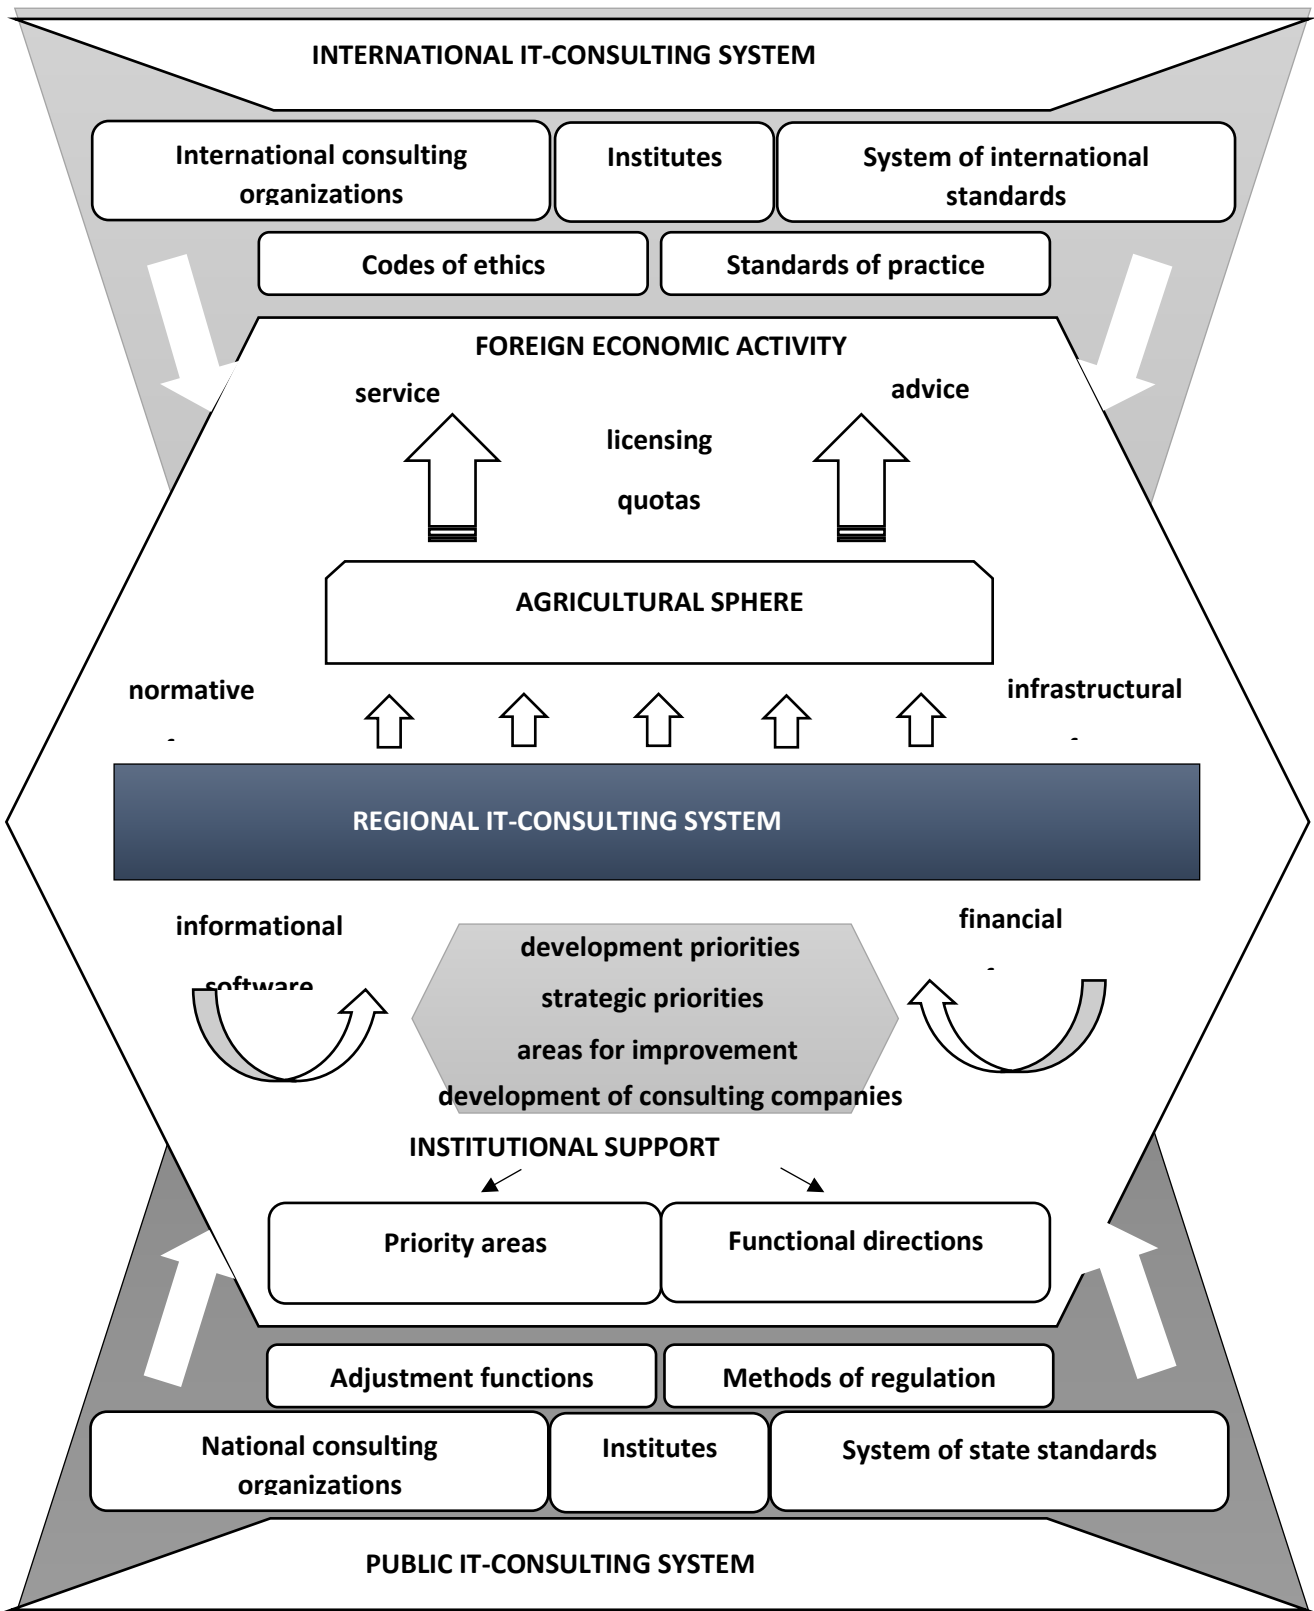 INTERNATIONAL IT-CONSULTING SYSTEM
International consulting
organizations
Institutes
System of international
standards
Codes of ethics
Standards of practice
FOREIGN ECONOMIC ACTIVITY
service
advice
licensing
quotas
AGRICULTURAL SPHERE
normative
infrastructural
REGIONAL IT-CONSULTING SYSTEM
informational
software
financial
development priorities
strategic priorities
areas for improvement
development of consulting companies
INSTITUTIONAL SUPPORT
Priority areas
Functional directions
Adjustment functions
Methods of regulation
National consulting
organizations
Institutes
System of state standards
PUBLIC IT-CONSULTING SYSTEM